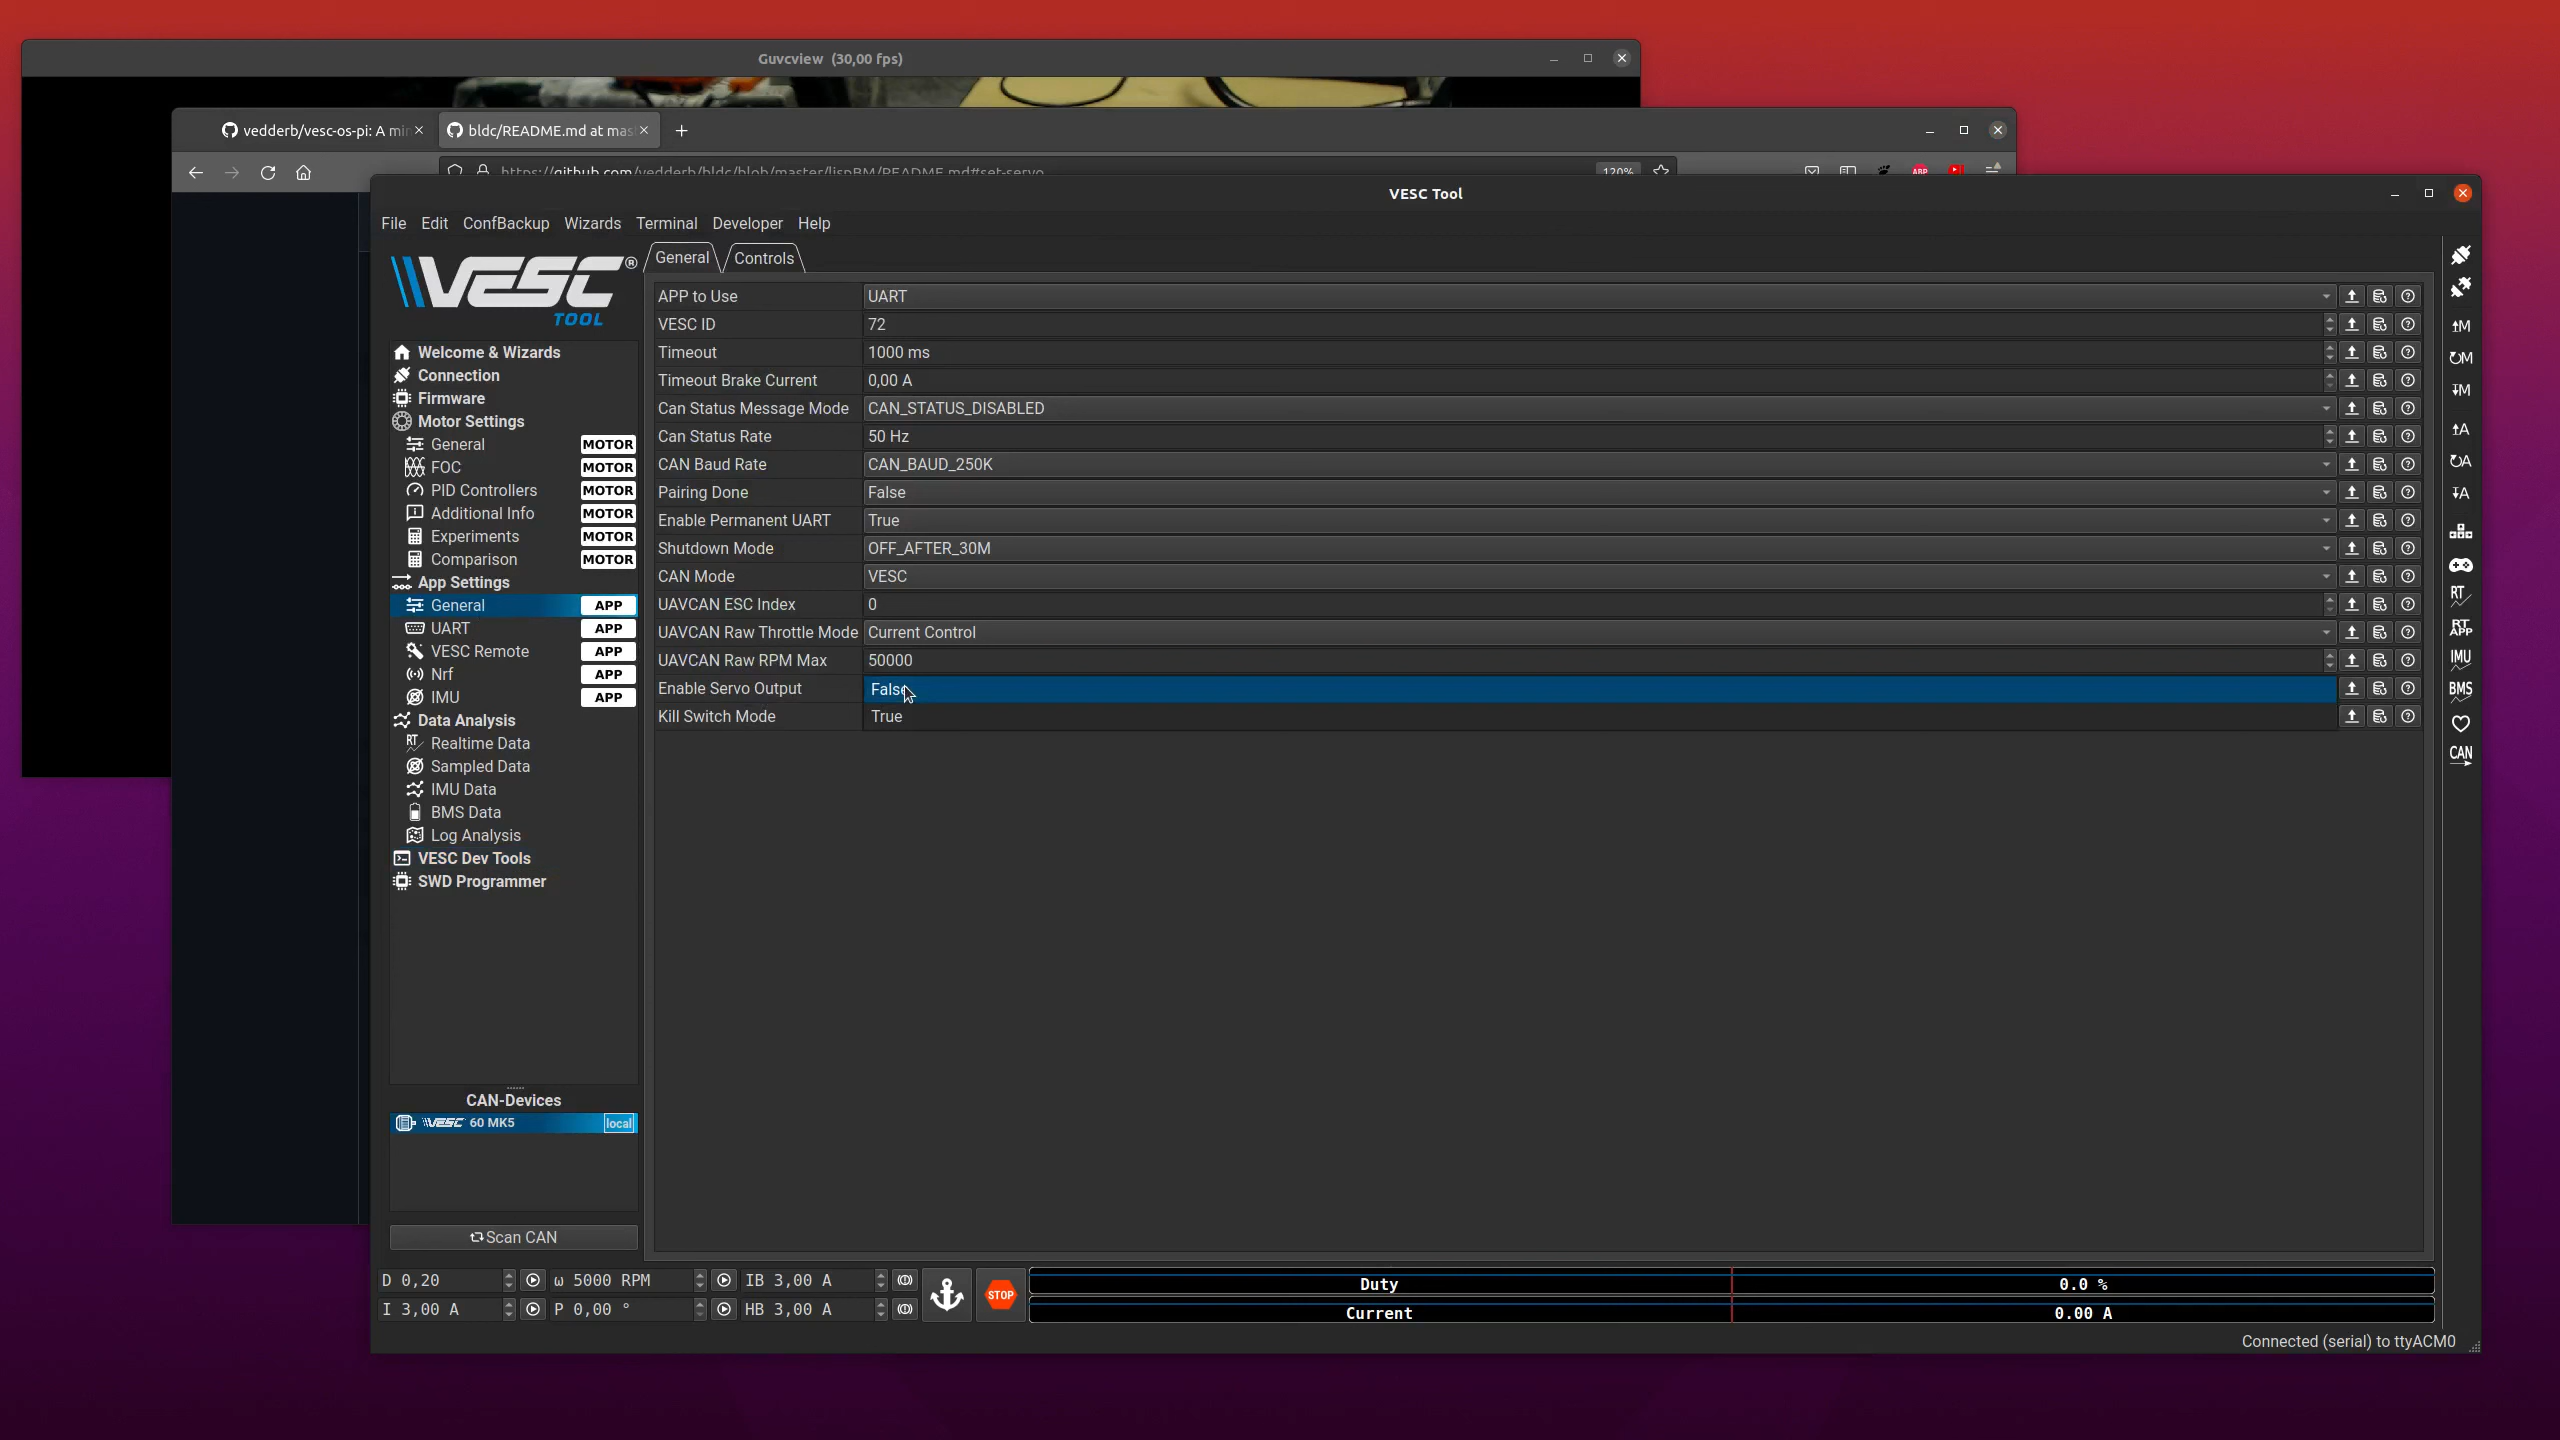 Guvcview  (30,00 fps)
vedderb/vesc-os-pi: A min
bldc/README.md at mas
https://github.com/vedderb/bldc/blob/master/lispBM/README.md#set-servo
120%
ABP
VESC Tool
File Edit ConfBackup Wizards Terminal Developer Help
VESC®
TOOL
General Controls
APP to Use UART
VESC ID 72
Timeout 1000 ms
Timeout Brake Current 0,00 A
Can Status Message Mode CAN_STATUS_DISABLED
Can Status Rate 50 Hz
CAN Baud Rate CAN_BAUD_250K
Pairing Done False
Enable Permanent UART True
Shutdown Mode OFF_AFTER_30M
CAN Mode VESC
UAVCAN ESC Index 0
UAVCAN Raw Throttle Mode Current Control
UAVCAN Raw RPM Max 50000
Enable Servo Output False
Kill Switch Mode True
Welcome & Wizards
Connection
Firmware
Motor Settings
General MOTOR
FOC MOTOR
PID Controllers MOTOR
Additional Info MOTOR
Experiments MOTOR
Comparison MOTOR
App Settings
General APP
UART APP
VESC Remote APP
Nrf APP
IMU APP
Data Analysis
RT Realtime Data
Sampled Data
IMU Data
BMS Data
Log Analysis
VESC Dev Tools
SWD Programmer
CAN-Devices
VESC 60 MK5 local
Scan CAN
M
M
M
A
A
A
RT
RT
APP
IMU
BMS
CAN
D 0,20 ω 5000 RPM IB 3,00 A
I 3,00 A P 0,00 ° HB 3,00 A
STOP
Duty 0.0 %
Current 0.00 A
Connected (serial) to ttyACM0